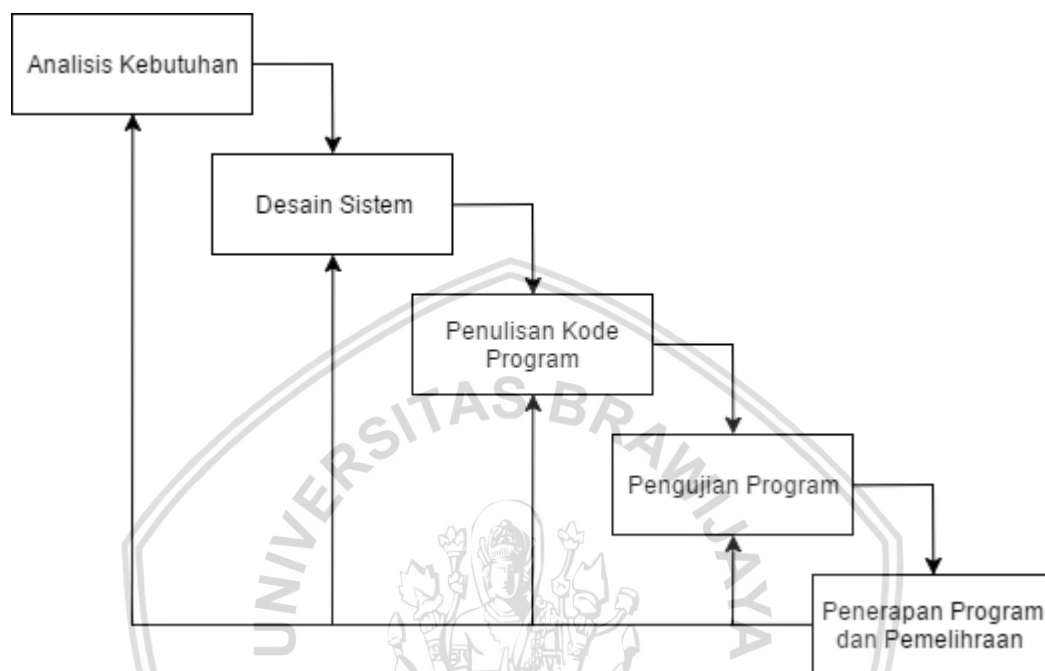 Analisis Kebutuhan
Desain Sistem
Penulisan Kode
Program
UNIVERSITAS BRAWIJAYA
Pengujian Program
Penerapan Program
dan Pemelihraan